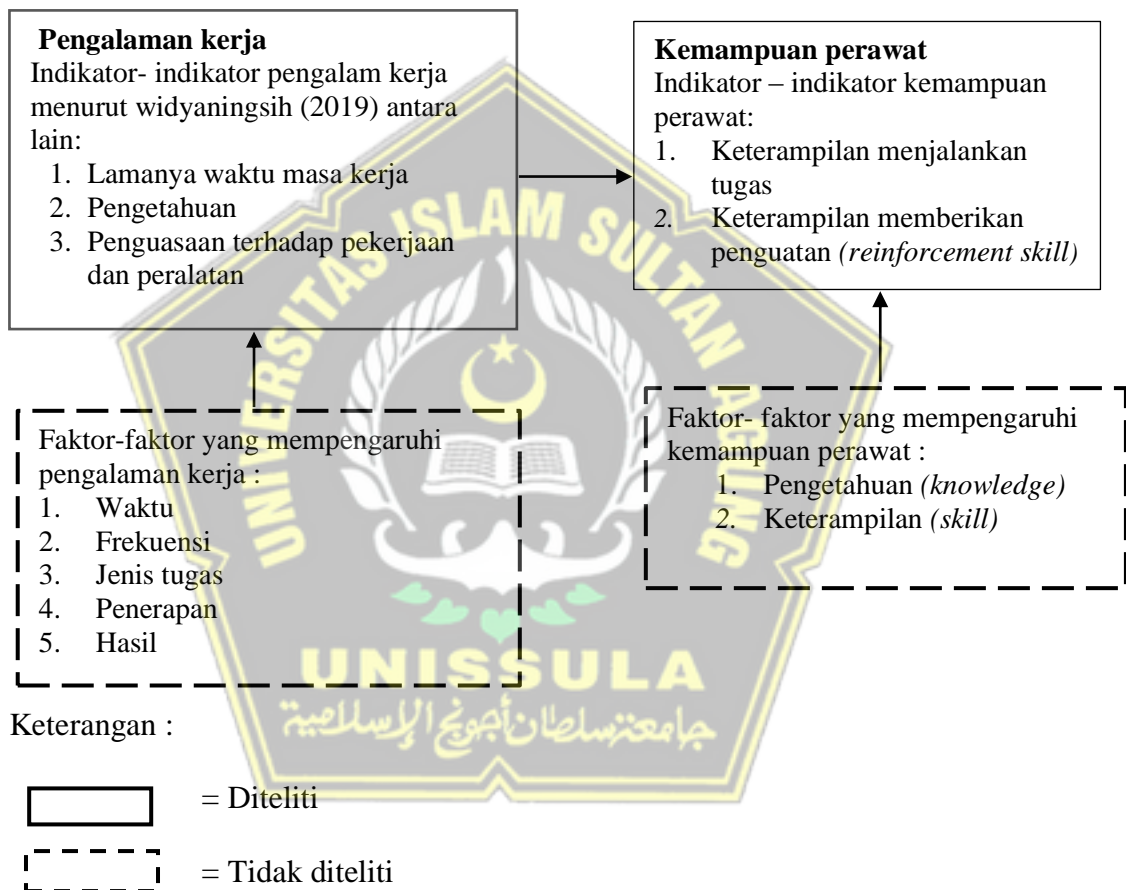 Pengalaman kerja
Indikator- indikator pengalam kerja
menurut widyaningsih (2019) antara
lain:
1. Lamanya waktu masa kerja
2. Pengetahuan
3. Penguasaan terhadap pekerjaan
dan peralatan
Kemampuan perawat
Indikator – indikator kemampuan
perawat:
1. Keterampilan menjalankan
tugas
2. Keterampilan memberikan
penguatan (reinforcement skill)
Faktor-faktor yang mempengaruhi
pengalaman kerja :
1. Waktu
2. Frekuensi
3. Jenis tugas
4. Penerapan
5. Hasil
Faktor- faktor yang mempengaruhi
kemampuan perawat :
1. Pengetahuan (knowledge)
2. Keterampilan (skill)
UNIVERSITAS ISLAM SULTAN AGUNG
UNISSULA
جامعة سلطان أجونج الإسلامية
Keterangan :
= Diteliti
= Tidak diteliti